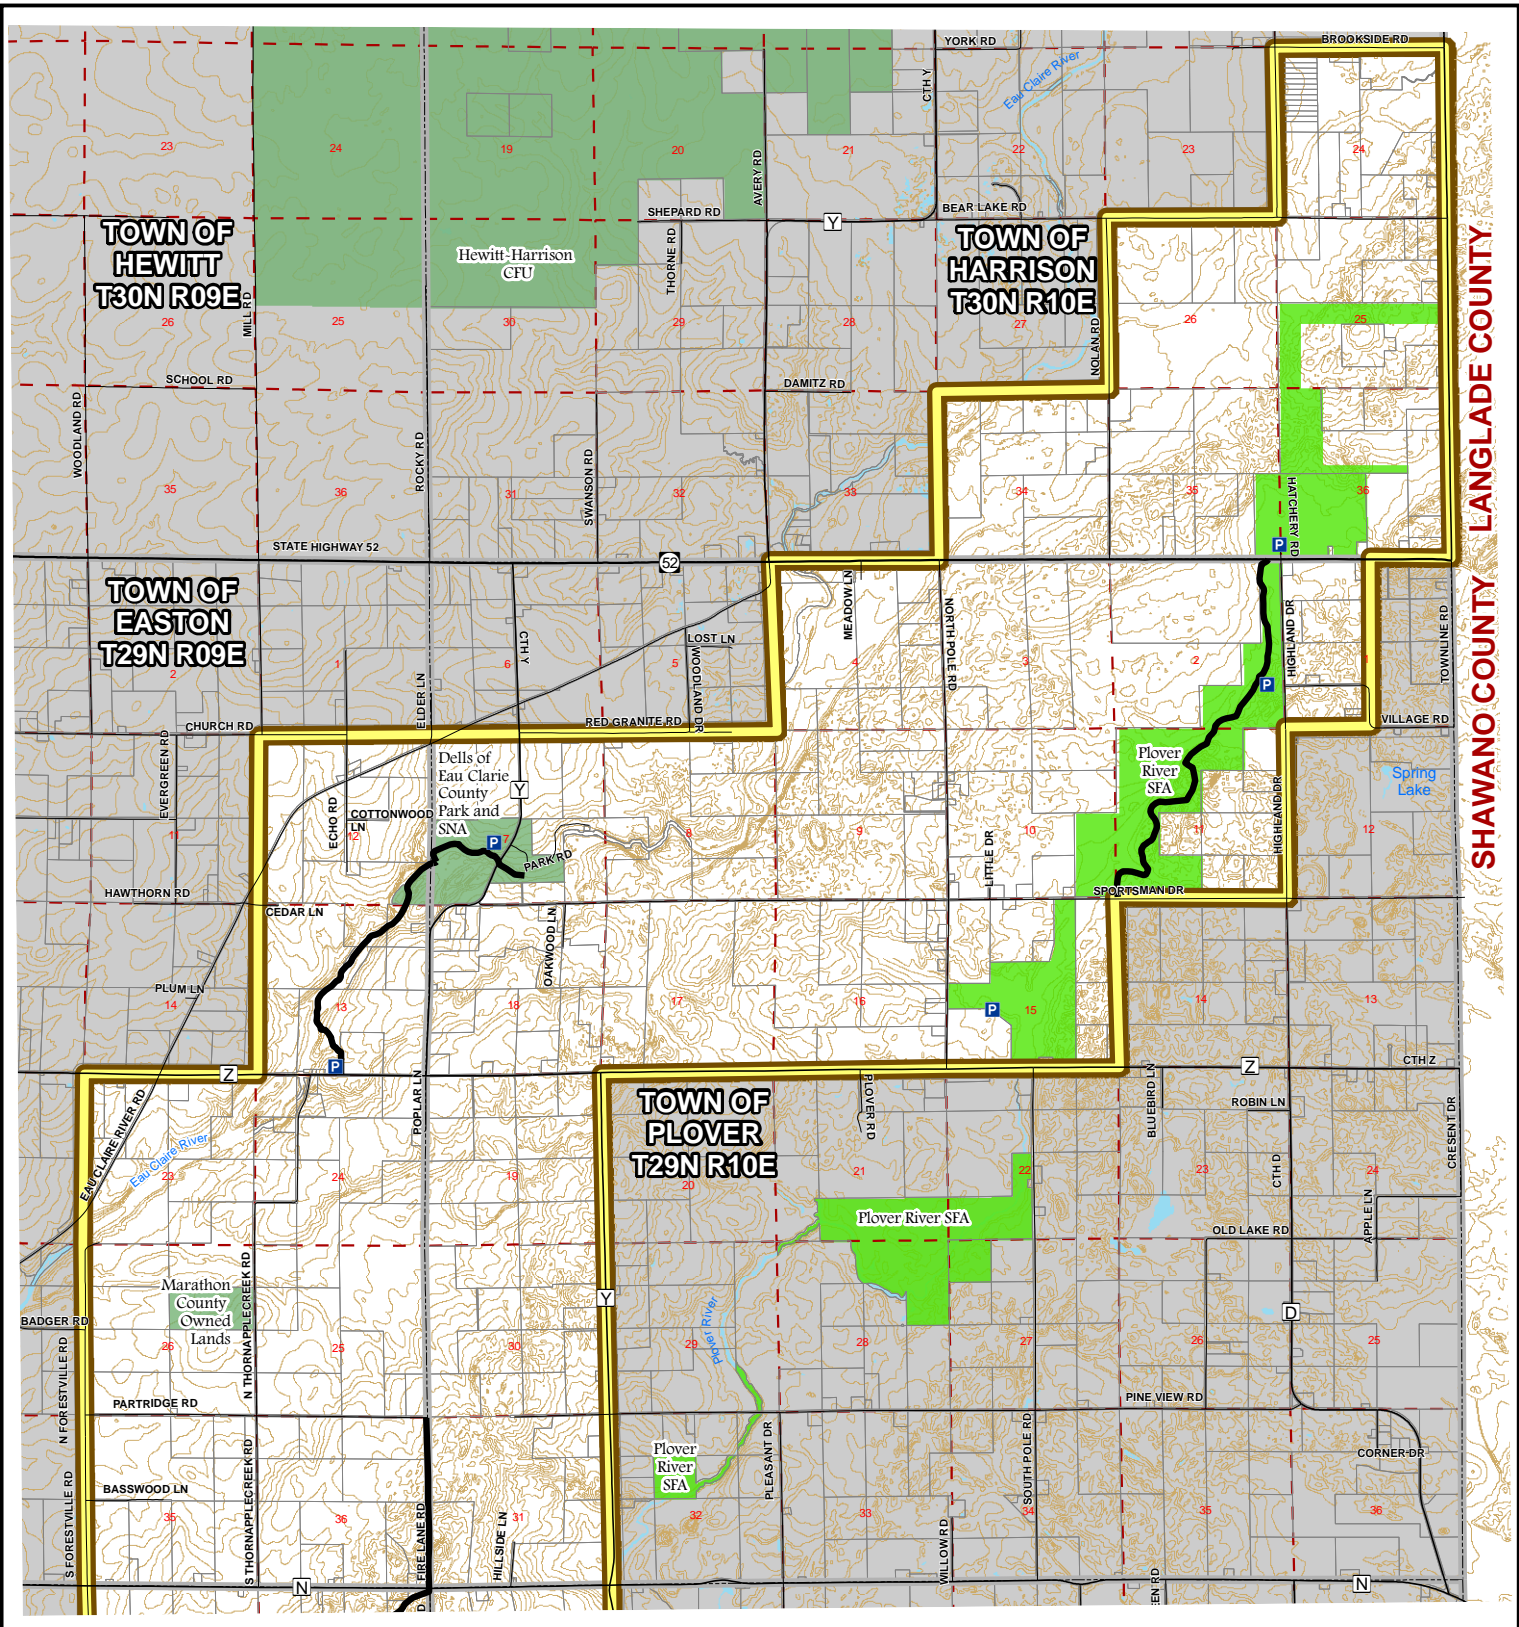 YORK RD
BROOKSIDE RD
Eau Claire River
CTH Y
23
24
19
20
21
22
23
24
AVERY RD
SHEPARD RD
Y
BEAR LAKE RD
TOWN OF
HEWITT
T30N R09E
Hewitt-Harrison
CFU
THORNE RD
TOWN OF
HARRISON
T30N R10E
MILL RD
26
25
30
29
28
27
NOLAN RD
26
25
LANGLADE COUNTY
SCHOOL RD
DAMITZ RD
WOODLAND RD
ROCKY RD
SWANSON RD
35
36
31
32
33
34
35
36
HATCHERY RD
P
STATE HIGHWAY 52
52
TOWN OF
EASTON
T29N R09E
2
1
CTH Y
6
5
LOST LN
WOODLAND DR
MEADOW LN
4
NORTH POLE RD
3
2
HIGHLAND DR
1
TOWNLINE RD
SHAWANO COUNTY
P
ELDER LN
CHURCH RD
RED GRANITE RD
VILLAGE RD
EVERGREEN RD
Dells of
Eau Clarie
County
Park and
SNA
Y
Plover
River
SFA
Spring
Lake
ECHO RD
COTTONWOOD
LN
11
12
P
7
PARK RD
8
9
10
LITTLE DR
11
HIGHLAND DR
12
HAWTHORN RD
CEDAR LN
SPORTSMAN DR
OAKWOOD LN
PLUM LN
14
13
18
17
16
P
15
14
13
P
Z
Z
CTH Z
EAU CLAIRE RIVER RD
Eau Claire River
POPLAR LN
TOWN OF
PLOVER
T29N R10E
PLOVER RD
BLUEBIRD LN
ROBIN LN
CRESENT DR
23
24
19
20
21
22
23
CTH D
24
APPLE LN
Plover River SFA
OLD LAKE RD
Marathon
County
Owned
Lands
N THORNAPPLECREEK RD
Y
D
BADGER RD
26
25
30
29
Plover River
28
27
26
25
N FORESTVILLE RD
PARTRIDGE RD
PINE VIEW RD
S FORESTVILLE RD
S THORNAPPLECREEK RD
Plover
River
SFA
PLEASANT DR
SOUTH POLE RD
CORNER DR
BASSWOOD LN
35
36
FIRE LANE RD
HILLSIDE LN
31
32
33
WILLOW RD
34
35
36
N
N
EEN RD
D